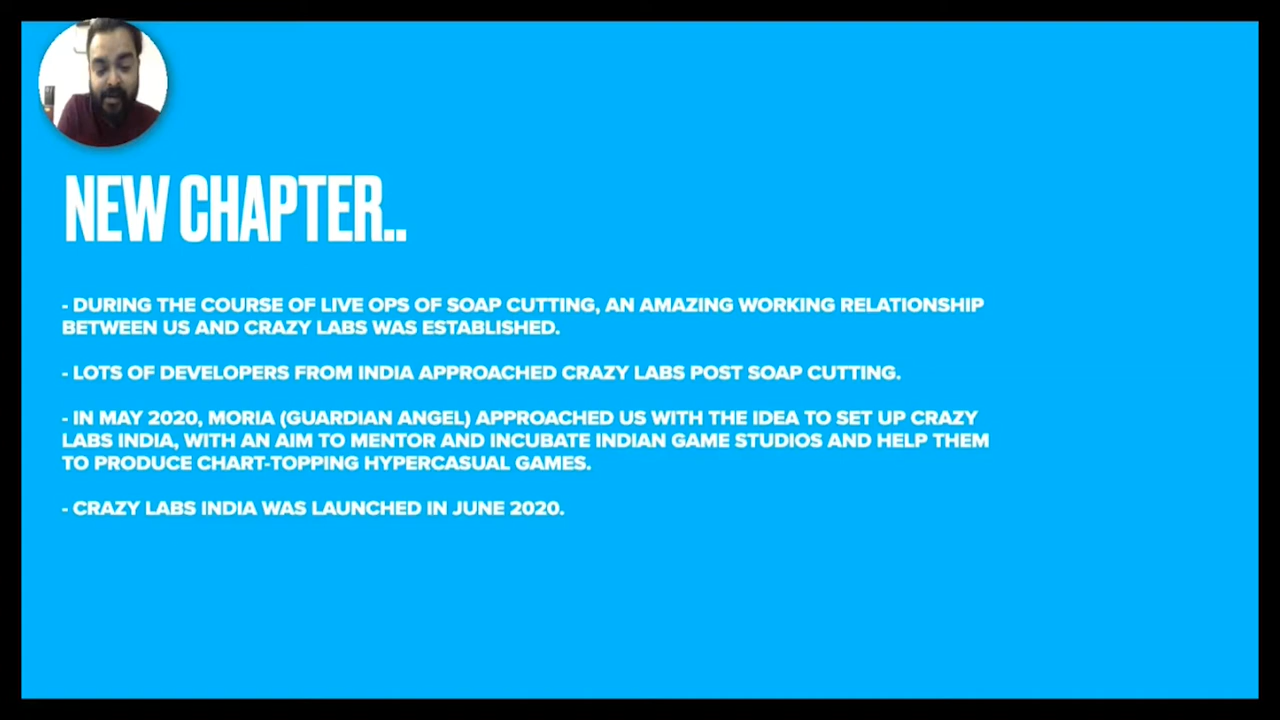 NEW CHAPTER..
- DURING THE COURSE OF LIVE OPS OF SOAP CUTTING, AN AMAZING WORKING RELATIONSHIP
BETWEEN US AND CRAZY LABS WAS ESTABLISHED.
- LOTS OF DEVELOPERS FROM INDIA APPROACHED CRAZY LABS POST SOAP CUTTING.
- IN MAY 2020, MORIA (GUARDIAN ANGEL) APPROACHED US WITH THE IDEA TO SET UP CRAZY
LABS INDIA, WITH AN AIM TO MENTOR AND INCUBATE INDIAN GAME STUDIOS AND HELP THEM
TO PRODUCE CHART-TOPPING HYPERCASUAL GAMES.
- CRAZY LABS INDIA WAS LAUNCHED IN JUNE 2020.